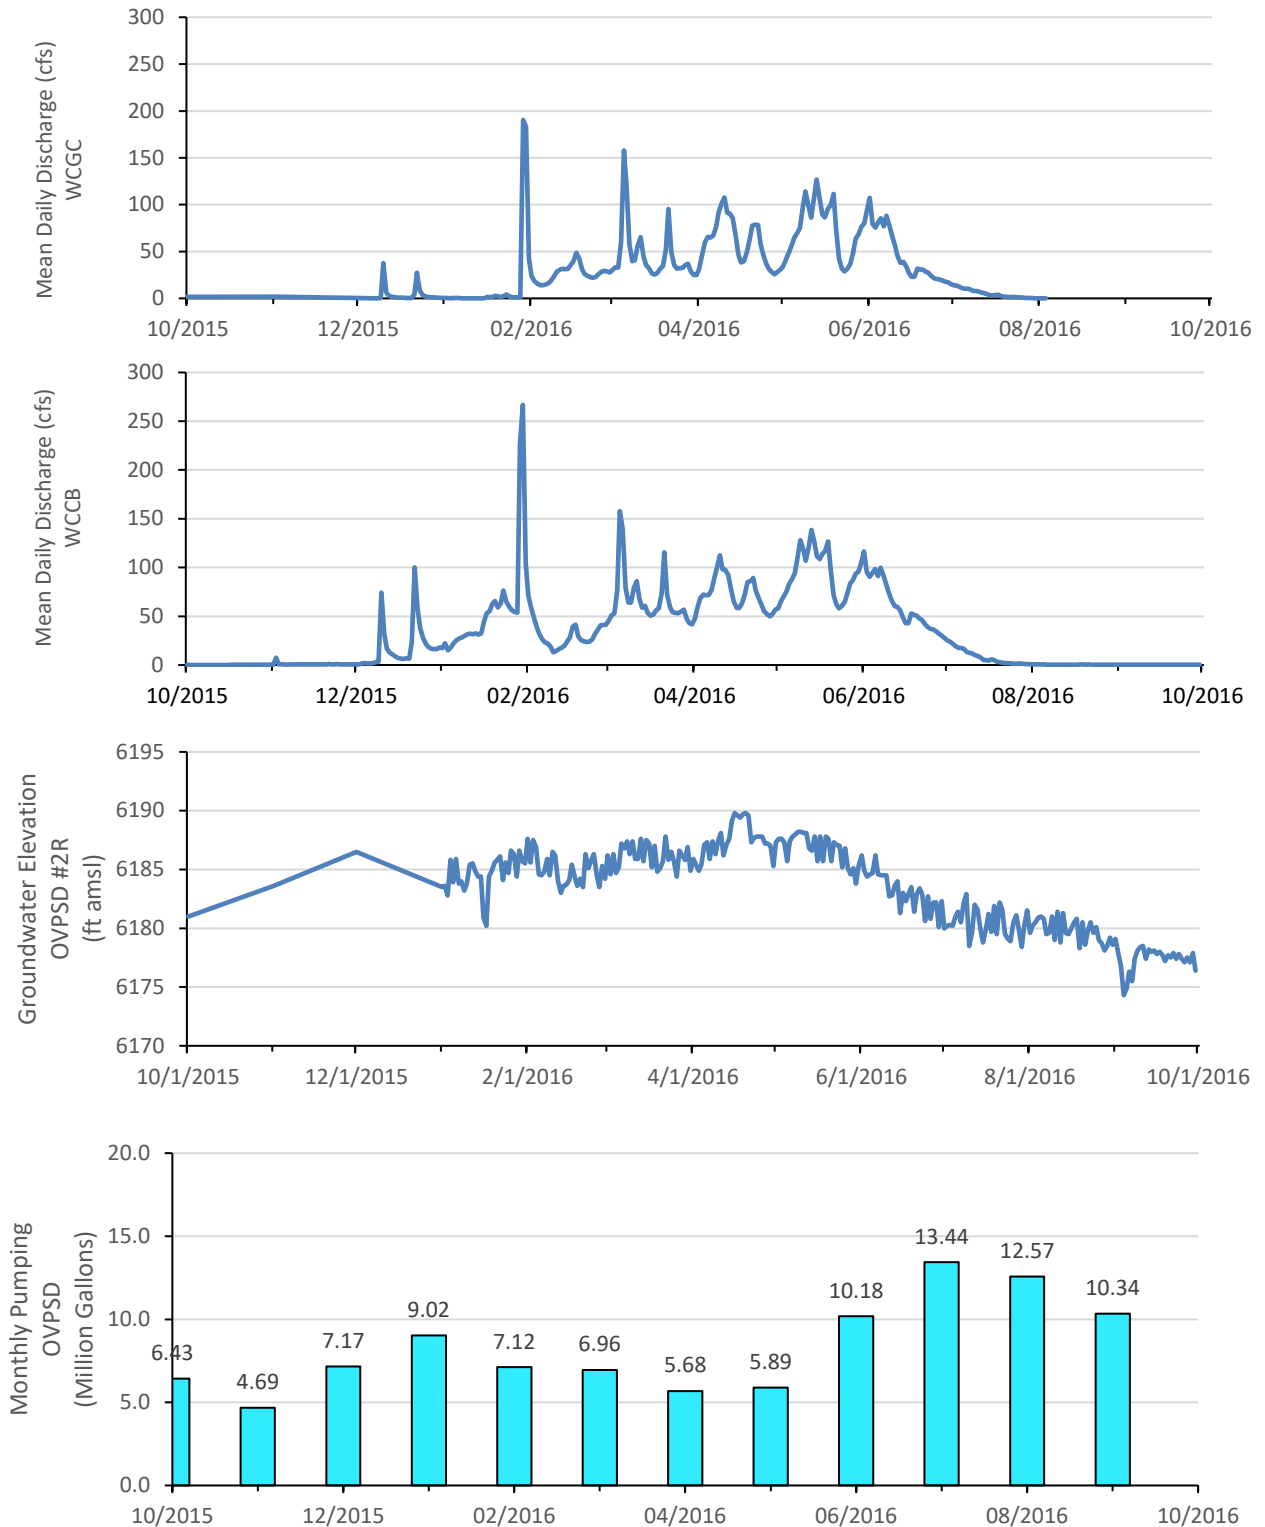 Mean Daily Discharge (cfs)
WCGC
300
250
200
150
100
50
0
10/2015 12/2015 02/2016 04/2016 06/2016 08/2016 10/2016
Mean Daily Discharge (cfs)
WCCB
300
250
200
150
100
50
0
10/2015 12/2015 02/2016 04/2016 06/2016 08/2016 10/2016
Groundwater Elevation
OVPSD #2R
(ft amsl)
6195
6190
6185
6180
6175
6170
10/1/2015 12/1/2015 2/1/2016 4/1/2016 6/1/2016 8/1/2016 10/1/2016
Monthly Pumping
OVPSD
(Million Gallons)
20.0
15.0
10.0
5.0
0.0
6.43 4.69 7.17 9.02 7.12 6.96 5.68 5.89 10.18 13.44 12.57 10.34
10/2015 12/2015 02/2016 04/2016 06/2016 08/2016 10/2016